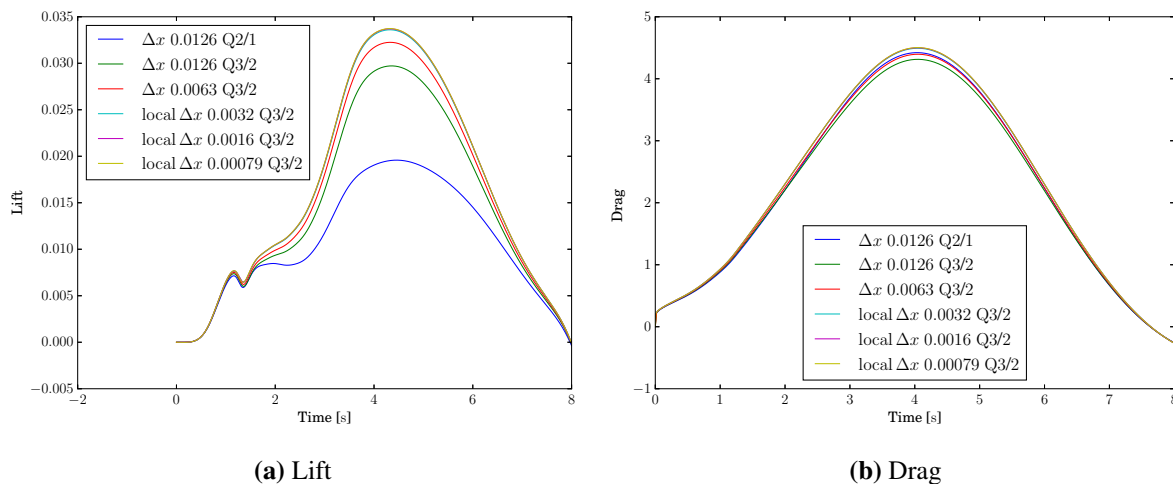 0.035
0.030
0.025
0.020
0.015
0.010
0.005
0.000
−0.005
Lift
Δx 0.0126 Q2/1
Δx 0.0126 Q3/2
Δx 0.0063 Q3/2
local Δx 0.0032 Q3/2
local Δx 0.0016 Q3/2
local Δx 0.00079 Q3/2
−2 0 2 4 6 8
Time [s]
(a) Lift
5
4
3
2
1
0
−1
Drag
Δx 0.0126 Q2/1
Δx 0.0126 Q3/2
Δx 0.0063 Q3/2
local Δx 0.0032 Q3/2
local Δx 0.0016 Q3/2
local Δx 0.00079 Q3/2
0 1 2 3 4 5 6 7 8
Time [s]
(b) Drag